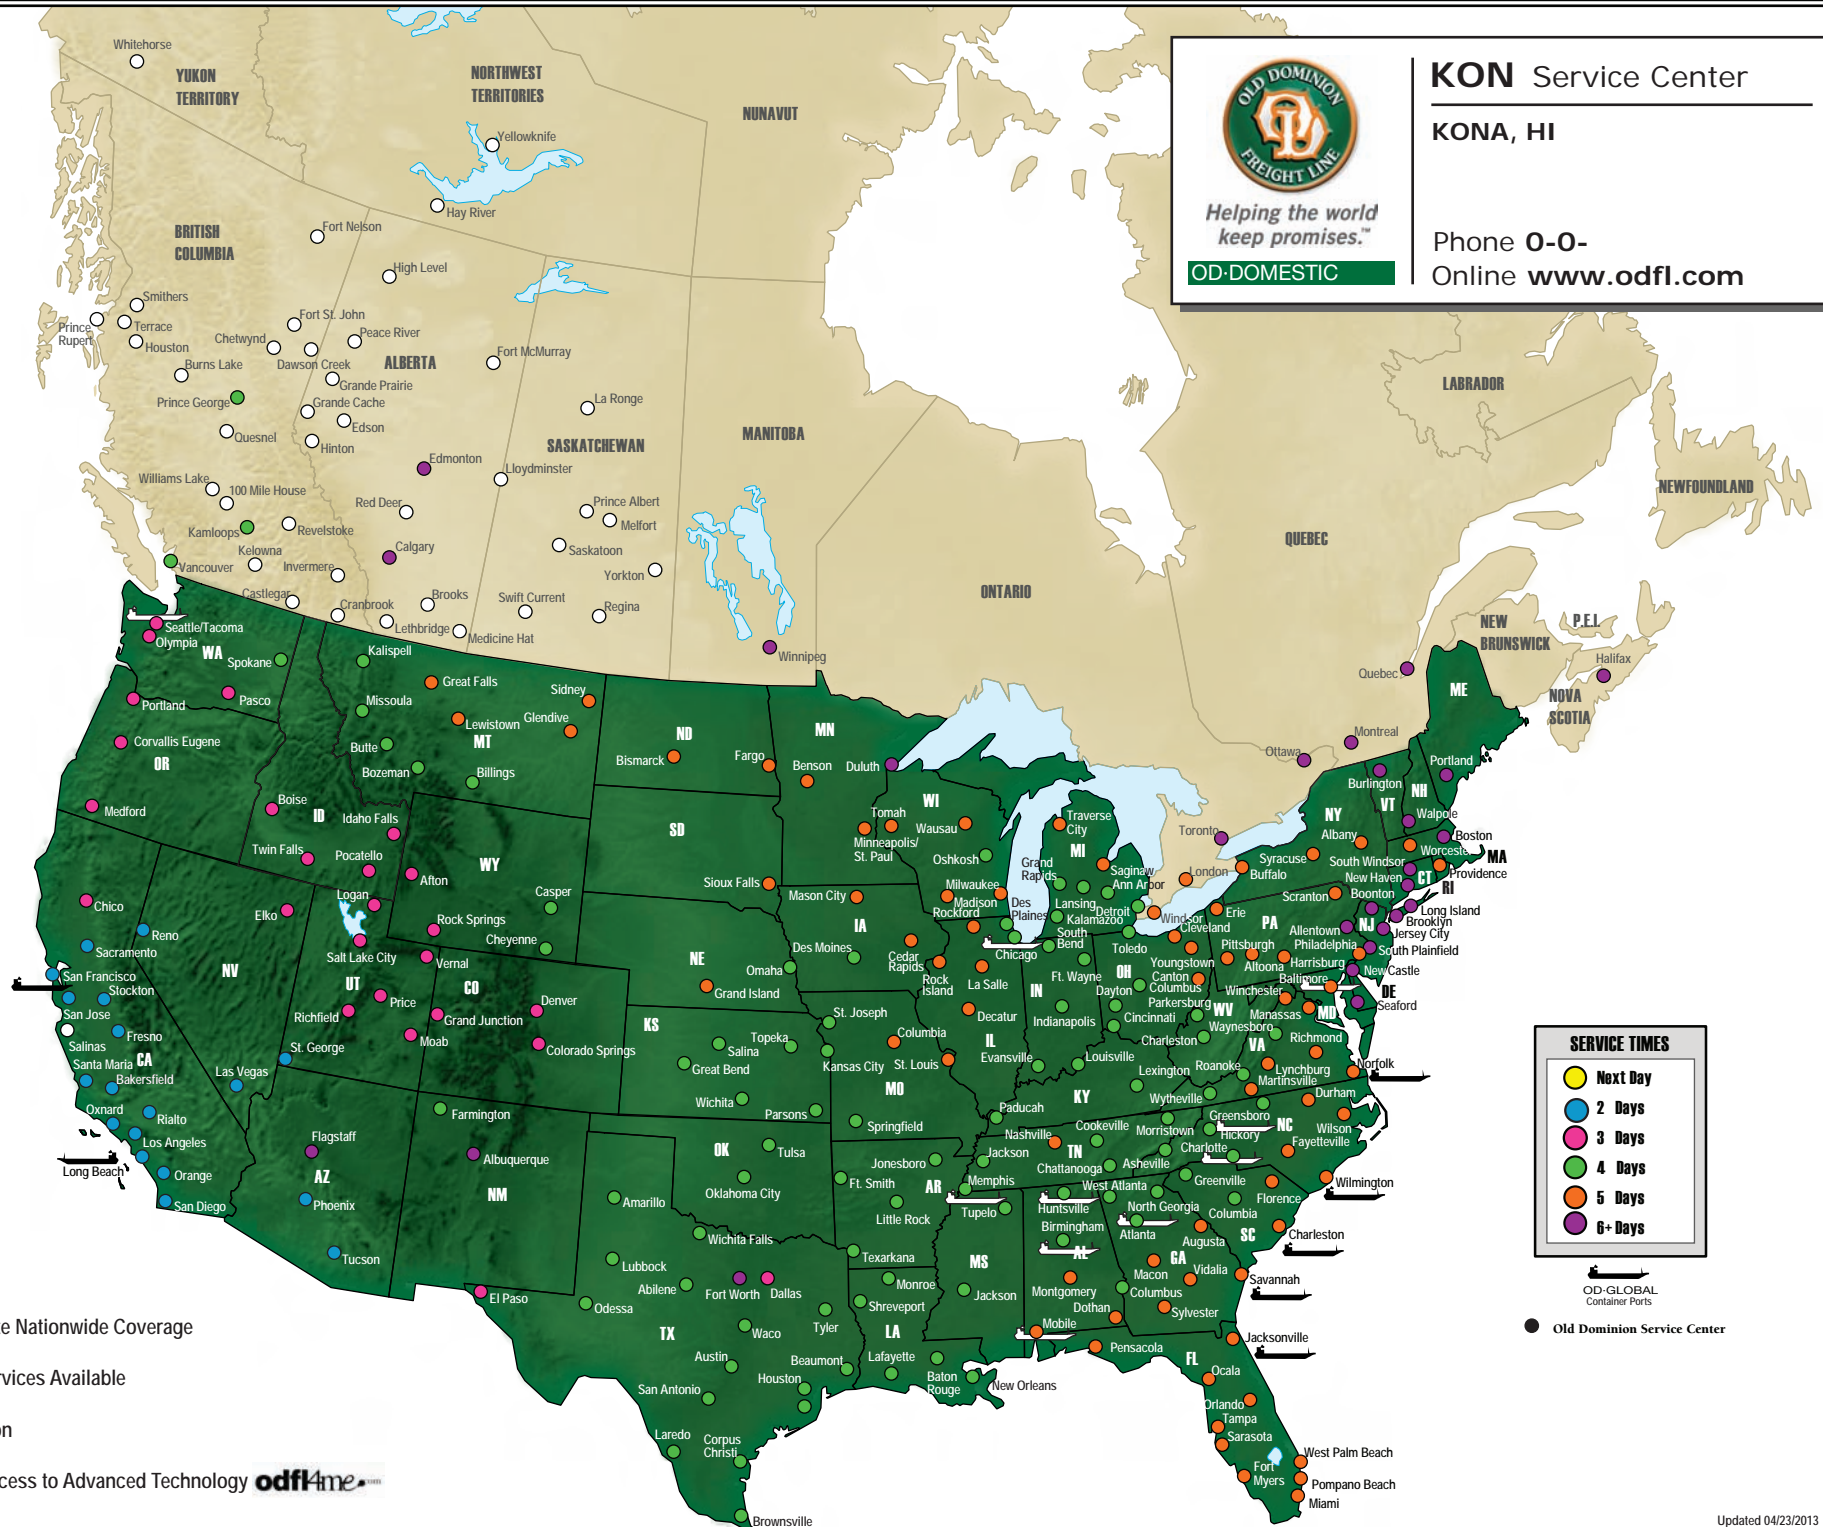 KON Service Center
KONA, HI
Phone 0-0-
Online www.odfl.com
OLD DOMINION
FREIGHT LINE
Helping the world
keep promises.™
OD·DOMESTIC
Whitehorse
YUKON
TERRITORY
NORTHWEST
TERRITORIES
NUNAVUT
Yellowknife
Hay River
BRITISH
COLUMBIA
Fort Nelson
High Level
Smithers
Prince
Rupert
Terrace
Houston
Fort St. John
Chetwynd
Peace River
Dawson Creek
ALBERTA
Fort McMurray
Burns Lake
Grande Prairie
Prince George
Grande Cache
Edson
Quesnel
Hinton
La Ronge
SASKATCHEWAN
MANITOBA
LABRADOR
Edmonton
Lloydminster
Williams Lake
100 Mile House
Red Deer
Prince Albert
Melfort
NEWFOUNDLAND
Kamloops
Revelstoke
QUEBEC
Kelowna
Calgary
Saskatoon
Vancouver
Invermere
Yorkton
ONTARIO
Castlegar
Cranbrook
Brooks
Swift Current
Regina
Lethbridge
Medicine Hat
Winnipeg
NEW
BRUNSWICK
P.E.I.
Halifax
Quebec
NOVA
SCOTIA
Montreal
Ottawa
Toronto
London
Windsor
Seattle/Tacoma
Olympia
WA
Spokane
Pasco
Portland
Corvallis Eugene
OR
Medford
Kalispell
Great Falls
Sidney
Missoula
Lewistown
Glendive
MT
Butte
Bozeman
Billings
Boise
ID
Idaho Falls
Twin Falls
Pocatello
Afton
WY
Casper
Rock Springs
Cheyenne
ND
Bismarck
Fargo
SD
Sioux Falls
MN
Benson
Duluth
Minneapolis/
St. Paul
WI
Tomah
Wausau
Oshkosh
Milwaukee
Madison
MI
Traverse
City
Grand
Rapids
Saginaw
Ann Arbor
Lansing
Detroit
Kalamazoo
ME
Portland
Burlington
VT
NH
Walpole
NY
Albany
Syracuse
Buffalo
Boston
Worcester
MA
South Windsor
Providence
New Haven
CT
RI
Boonton
Long Island
Brooklyn
Jersey City
NJ
South Plainfield
Scranton
PA
Allentown
Philadelphia
Erie
Pittsburgh
Altoona
Harrisburg
New Castle
Baltimore
DE
Seaford
MD
Chico
Reno
Sacramento
San Francisco
Stockton
San Jose
Fresno
Salinas
CA
Santa Maria
Bakersfield
Oxnard
Rialto
Los Angeles
Long Beach
Orange
San Diego
Elko
NV
Las Vegas
Logan
Salt Lake City
UT
Vernal
Price
Richfield
Moab
St. George
CO
Denver
Grand Junction
Colorado Springs
Flagstaff
AZ
Phoenix
Tucson
Farmington
Albuquerque
NM
NE
Omaha
Grand Island
KS
Topeka
Salina
Great Bend
Wichita
Parsons
IA
Mason City
Des Moines
Cedar
Rapids
Rock
Island
Rockford
Des
Plaines
Chicago
La Salle
Decatur
IL
St. Joseph
Columbia
Kansas City
St. Louis
MO
Springfield
South
Bend
Ft. Wayne
IN
Indianapolis
Evansville
Toledo
Cleveland
Youngstown
OH
Canton
Columbus
Dayton
Cincinnati
Parkersburg
WV
Charleston
Winchester
Manassas
Waynesboro
VA
Richmond
Roanoke
Lynchburg
Norfolk
Martinsville
Wytheville
Louisville
Lexington
KY
Paducah
Nashville
Cookeville
Morristown
TN
Jackson
Chattanooga
Memphis
Durham
Greensboro
NC
Wilson
Hickory
Fayetteville
Charlotte
Asheville
Wilmington
Greenville
Florence
Columbia
SC
Charleston
OK
Tulsa
Oklahoma City
Jonesboro
Ft. Smith
AR
Little Rock
Texarkana
Tupelo
MS
Jackson
Huntsville
Birmingham
AL
Montgomery
Dothan
Mobile
West Atlanta
North Georgia
Atlanta
Augusta
GA
Macon
Vidalia
Columbus
Sylvester
Savannah
Amarillo
Wichita Falls
Lubbock
Abilene
Fort Worth
Dallas
El Paso
Odessa
TX
Waco
Tyler
Austin
Beaumont
Houston
San Antonio
Laredo
Corpus
Christi
Brownsville
Monroe
Shreveport
LA
Lafayette
Baton
Rouge
New Orleans
Pensacola
FL
Jacksonville
Ocala
Orlando
Tampa
Sarasota
Fort
Myers
West Palm Beach
Pompano Beach
Miami
SERVICE TIMES
Next Day
2 Days
3 Days
4 Days
5 Days
6+ Days
OD·GLOBAL
Container Ports
Old Dominion Service Center
Nationwide Coverage
Available
to Advanced Technology odfl4me.com
Updated 04/23/2013